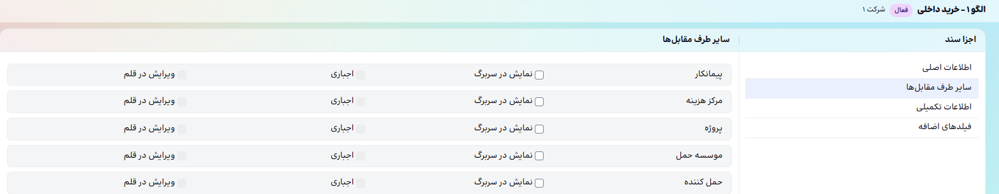 الگو ۱ - خرید داخلی فعال شرکت ۱
اجزا سند
اطلاعات اصلی
سایر طرف مقابل‌ها
اطلاعات تکمیلی
فیلدهای اضافه
سایر طرف مقابل‌ها
پیمانکار نمایش در سربرگ اجباری ویرایش در قلم
مرکز هزینه نمایش در سربرگ اجباری ویرایش در قلم
پروژه نمایش در سربرگ اجباری ویرایش در قلم
موسسه حمل نمایش در سربرگ اجباری ویرایش در قلم
حمل کننده نمایش در سربرگ اجباری ویرایش در قلم